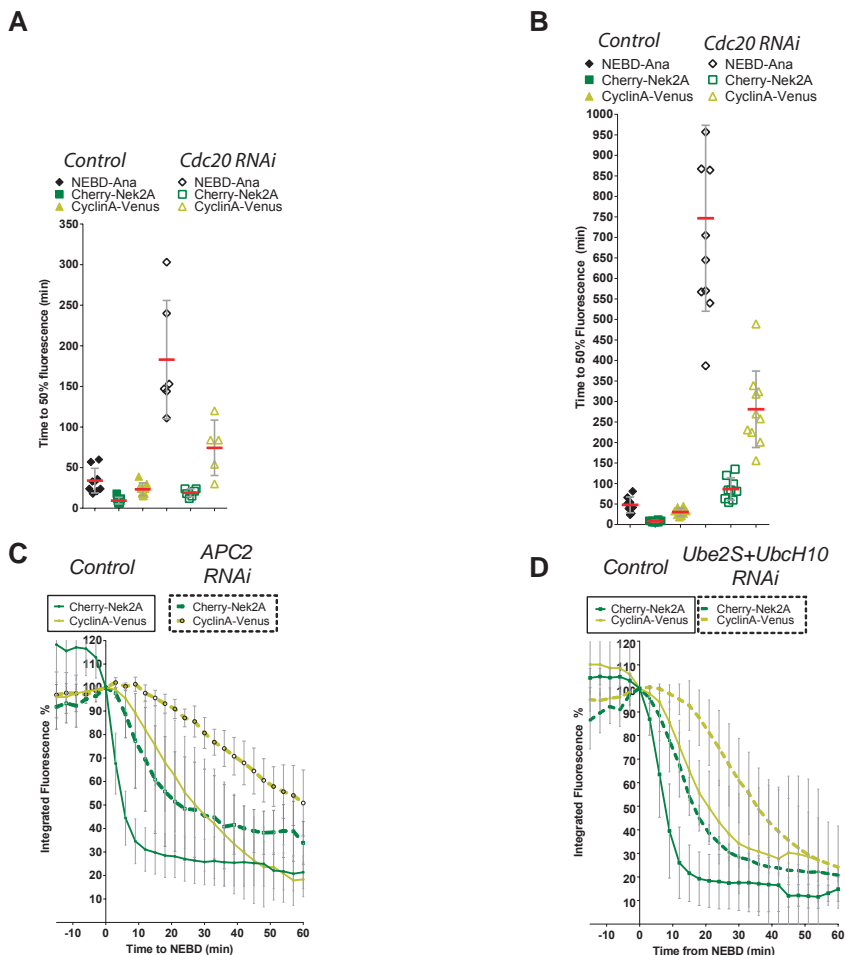 A
Control Cdc20 RNAi
NEBD-Ana NEBD-Ana
Cherry-Nek2A Cherry-Nek2A
CyclinA-Venus CyclinA-Venus
350
300
250
200
150
100
50
0
Time to 50% fluorescence (min)
B
Control Cdc20 RNAi
NEBD-Ana NEBD-Ana
Cherry-Nek2A Cherry-Nek2A
CyclinA-Venus CyclinA-Venus
1000
950
900
850
800
750
700
650
600
550
500
450
400
350
300
250
200
150
100
50
0
Time to 50% Fluorescence (min)
C
Control APC2
RNAi
Cherry-Nek2A Cherry-Nek2A
CyclinA-Venus CyclinA-Venus
120
110
100
90
80
70
60
50
40
30
20
10
Integrated Fluorescence %
-10 0 10 20 30 40 50 60
Time to NEBD (min)
D
Control Ube2S+UbcH10
RNAi
Cherry-Nek2A Cherry-Nek2A
CyclinA-Venus CyclinA-Venus
120
110
100
90
80
70
60
50
40
30
20
10
Integrated Fluorescence %
-10 0 10 20 30 40 50 60
Time from NEBD (min)